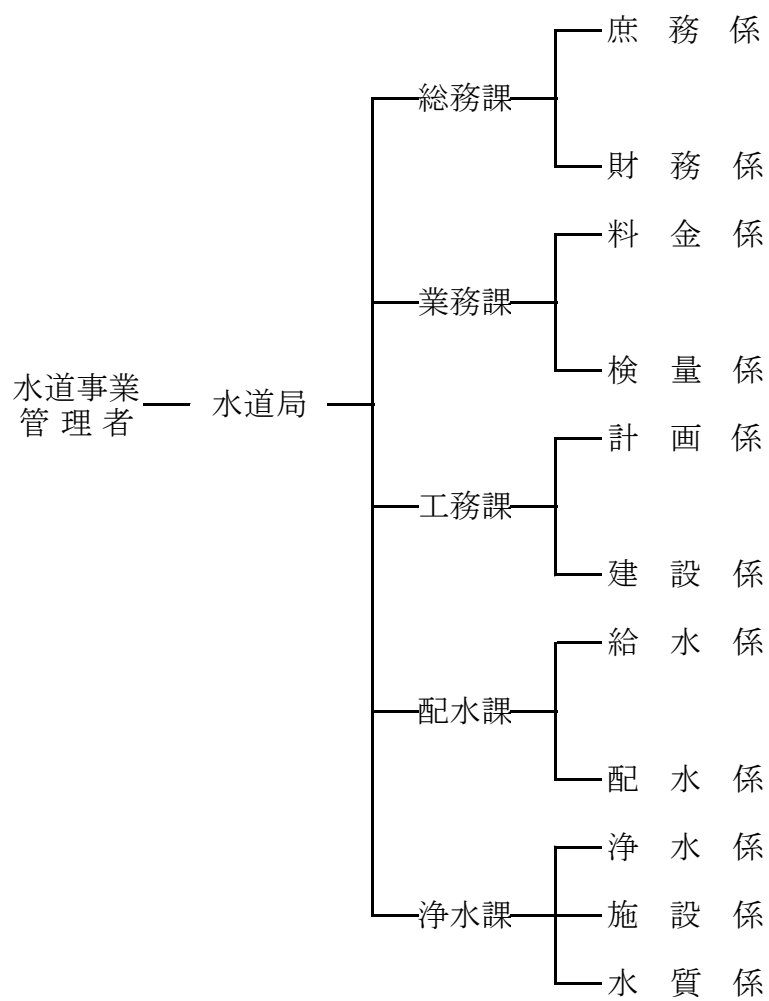 庶務係
総務課
財務係
料金係
業務課
検量係
水道事業
管理者
水道局
計画係
工務課
建設係
給水係
配水課
配水係
浄水係
浄水課
施設係
水質係